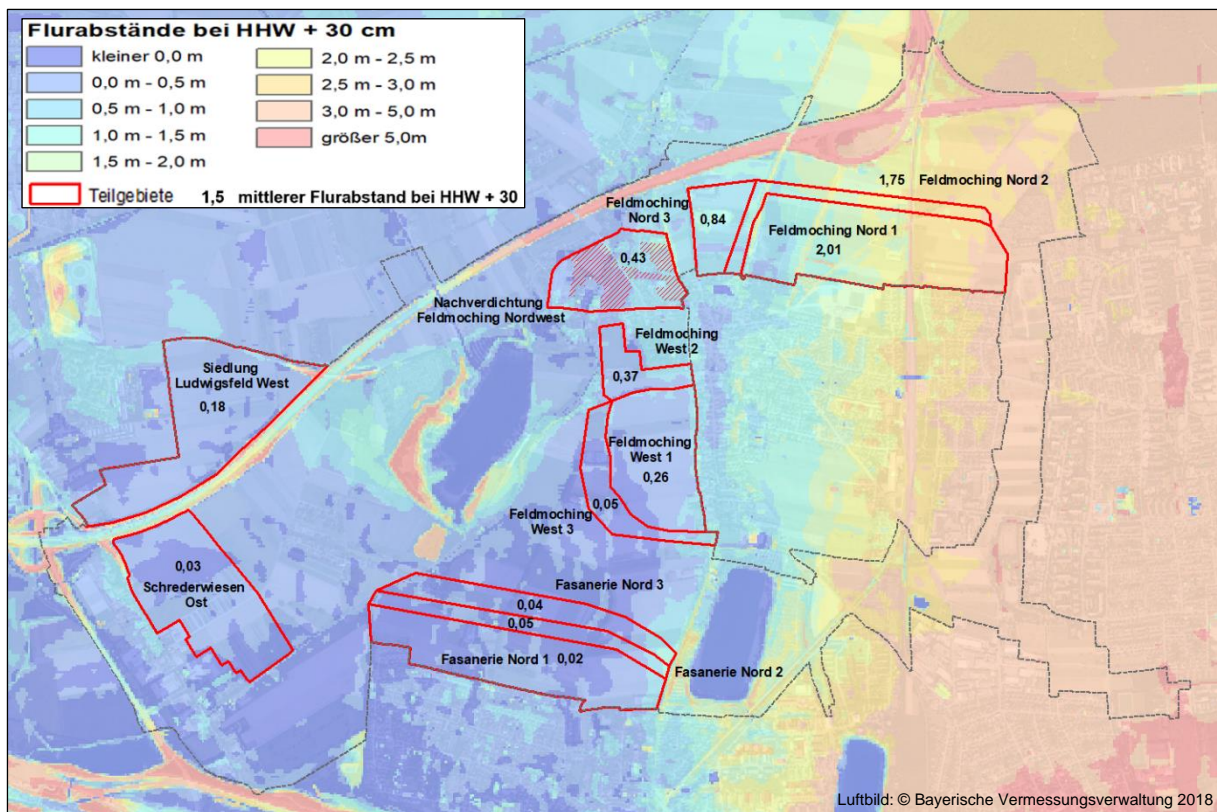 Flurabstände bei HHW + 30 cm
kleiner 0,0 m
0,0 m - 0,5 m
0,5 m - 1,0 m
1,0 m - 1,5 m
1,5 m - 2,0 m
2,0 m - 2,5 m
2,5 m - 3,0 m
3,0 m - 5,0 m
größer 5,0m
Teilgebiete 1,5 mittlerer Flurabstand bei HHW + 30
1,75 Feldmoching Nord 2
Feldmoching
Nord 3
0,84
Feldmoching Nord 1
2,01
0,43
Nachverdichtung
Feldmoching Nordwest
Feldmoching
West 2
0,37
Siedlung
Ludwigsfeld West
0,18
Feldmoching
West 1
0,26
0,05
Feldmoching
West 3
0,03
Schrederwiesen
Ost
Fasanerie Nord 3
0,04
0,05
Fasanerie Nord 1 0,02
Fasanerie Nord 2
Luftbild: © Bayerische Vermessungsverwaltung 2018